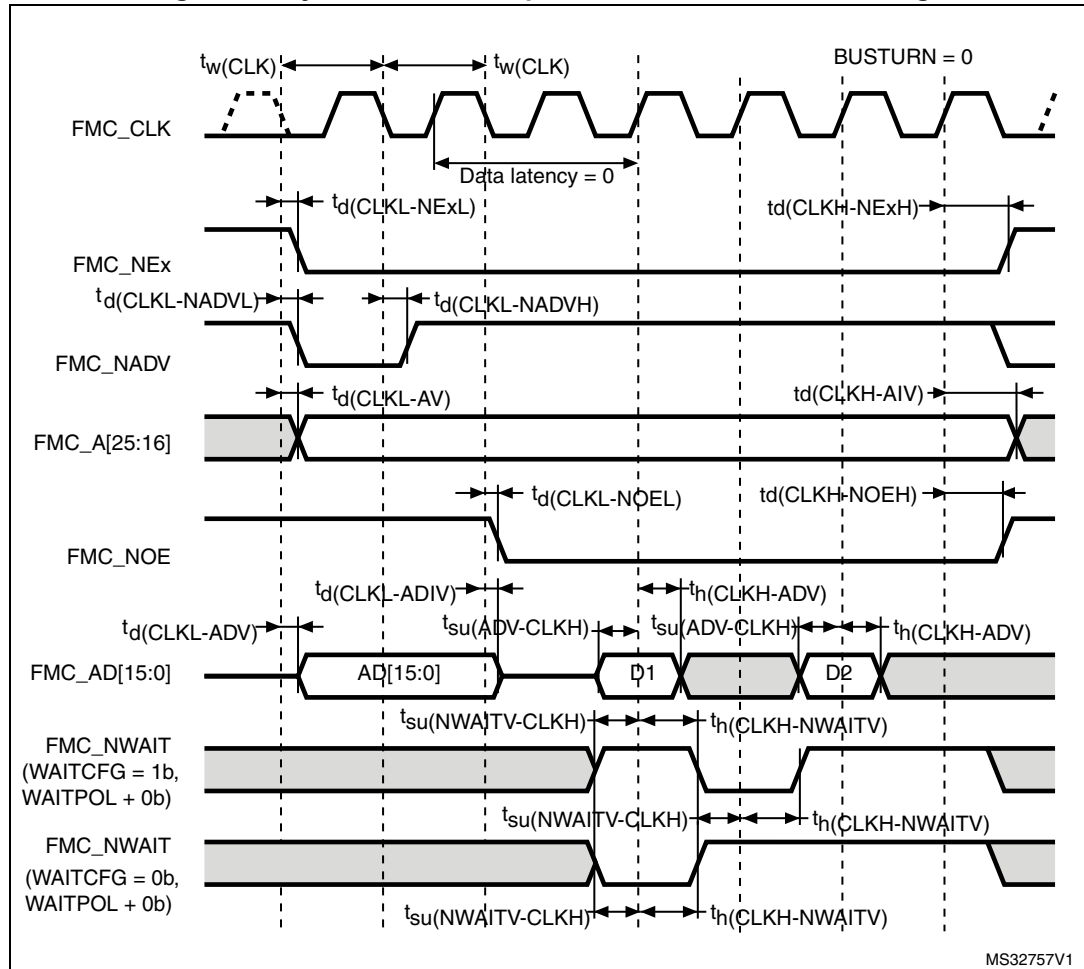 BUSTURN = 0
tw(CLK)
tw(CLK)
FMC_CLK
Data latency = 0
td(CLKL-NExL)
td(CLKH-NExH)
FMC_NEx
td(CLKL-NADVL)
td(CLKL-NADVH)
FMC_NADV
td(CLKL-AV)
td(CLKH-AIV)
FMC_A[25:16]
td(CLKL-NOEL)
td(CLKH-NOEH)
FMC_NOE
td(CLKL-ADIV)
th(CLKH-ADV)
td(CLKL-ADV)
tsu(ADV-CLKH)
tsu(ADV-CLKH)
th(CLKH-ADV)
FMC_AD[15:0]
AD[15:0]
D1
D2
tsu(NWAITV-CLKH)
th(CLKH-NWAITV)
FMC_NWAIT
(WAITCFG = 1b,
WAITPOL + 0b)
tsu(NWAITV-CLKH)
th(CLKH-NWAITV)
FMC_NWAIT
(WAITCFG = 0b,
WAITPOL + 0b)
tsu(NWAITV-CLKH)
th(CLKH-NWAITV)
MS32757V1